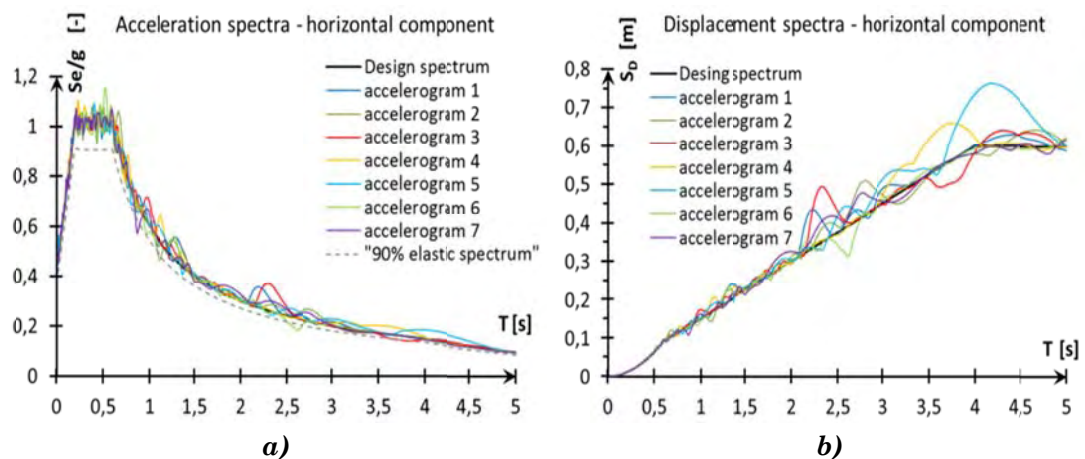 Acceleration spectra - horizontal component
Se/g [-]
1,2
1
0,8
0,6
0,4
0,2
0
Design spectrum
accelerogram 1
accelerogram 2
accelerogram 3
accelerogram 4
accelerogram 5
accelerogram 6
accelerogram 7
"90% elastic spectrum"
T [s]
0 0,5 1 1,5 2 2,5 3 3,5 4 4,5 5
a)
Displacement spectra - horizontal component
S_D [m]
0,8
0,7
0,6
0,5
0,4
0,3
0,2
0,1
0
Desing spectrum
accelerogram 1
accelerogram 2
accelerogram 3
accelerogram 4
accelerogram 5
accelerogram 6
accelerogram 7
T [s]
0 0,5 1 1,5 2 2,5 3 3,5 4 4,5 5
b)